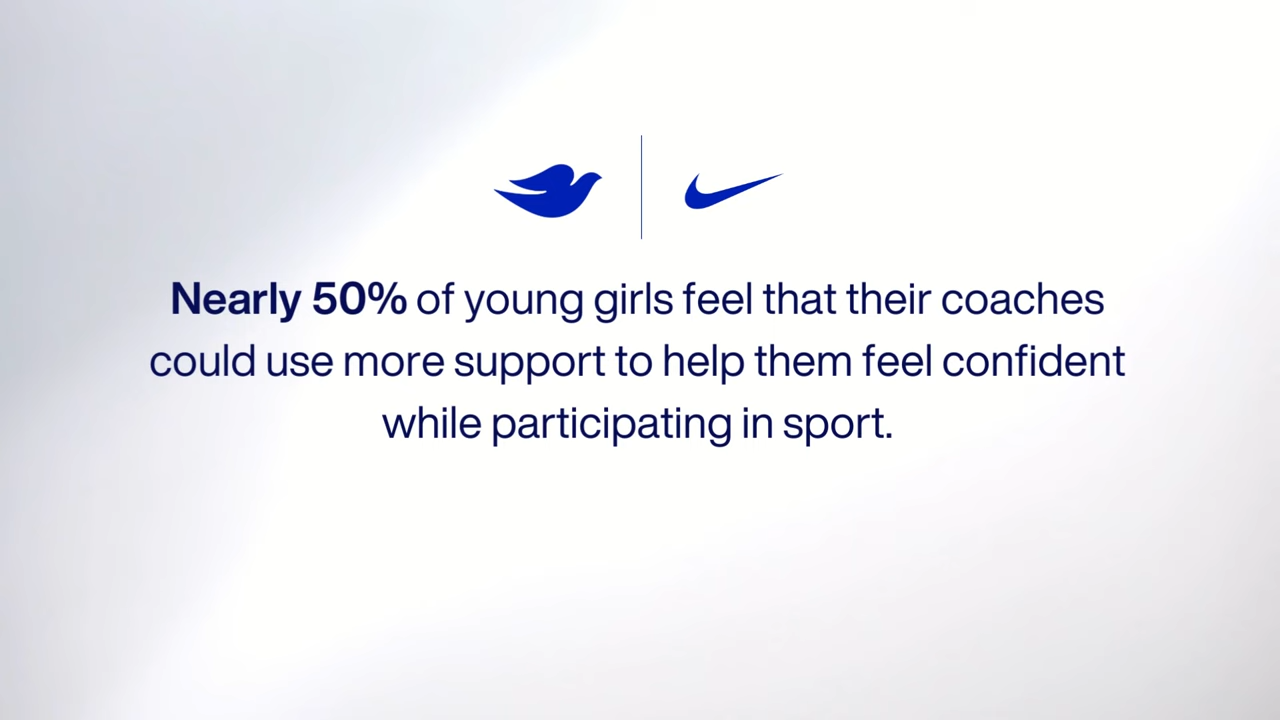 Nearly 50% of young girls feel that their coaches
could use more support to help them feel confident
while participating in sport.